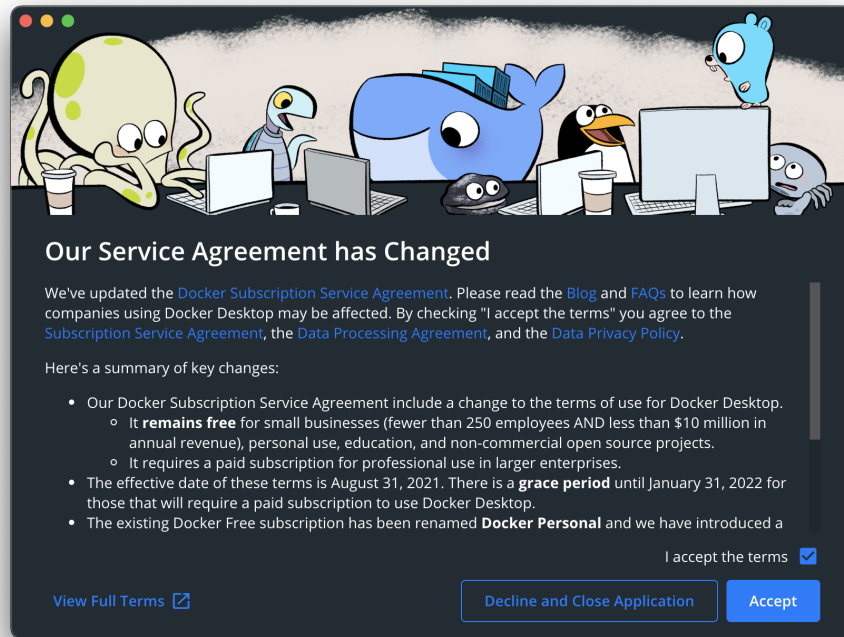 Our Service Agreement has Changed
We've updated the Docker Subscription Service Agreement. Please read the Blog and FAQs to learn how
companies using Docker Desktop may be affected. By checking "I accept the terms" you agree to the
Subscription Service Agreement, the Data Processing Agreement, and the Data Privacy Policy.
Here's a summary of key changes:
• Our Docker Subscription Service Agreement include a change to the terms of use for Docker Desktop.
◦ It remains free for small businesses (fewer than 250 employees AND less than $10 million in
annual revenue), personal use, education, and non-commercial open source projects.
◦ It requires a paid subscription for professional use in larger enterprises.
• The effective date of these terms is August 31, 2021. There is a grace period until January 31, 2022 for
those that will require a paid subscription to use Docker Desktop.
• The existing Docker Free subscription has been renamed Docker Personal and we have introduced a
I accept the terms
View Full Terms
Decline and Close Application
Accept